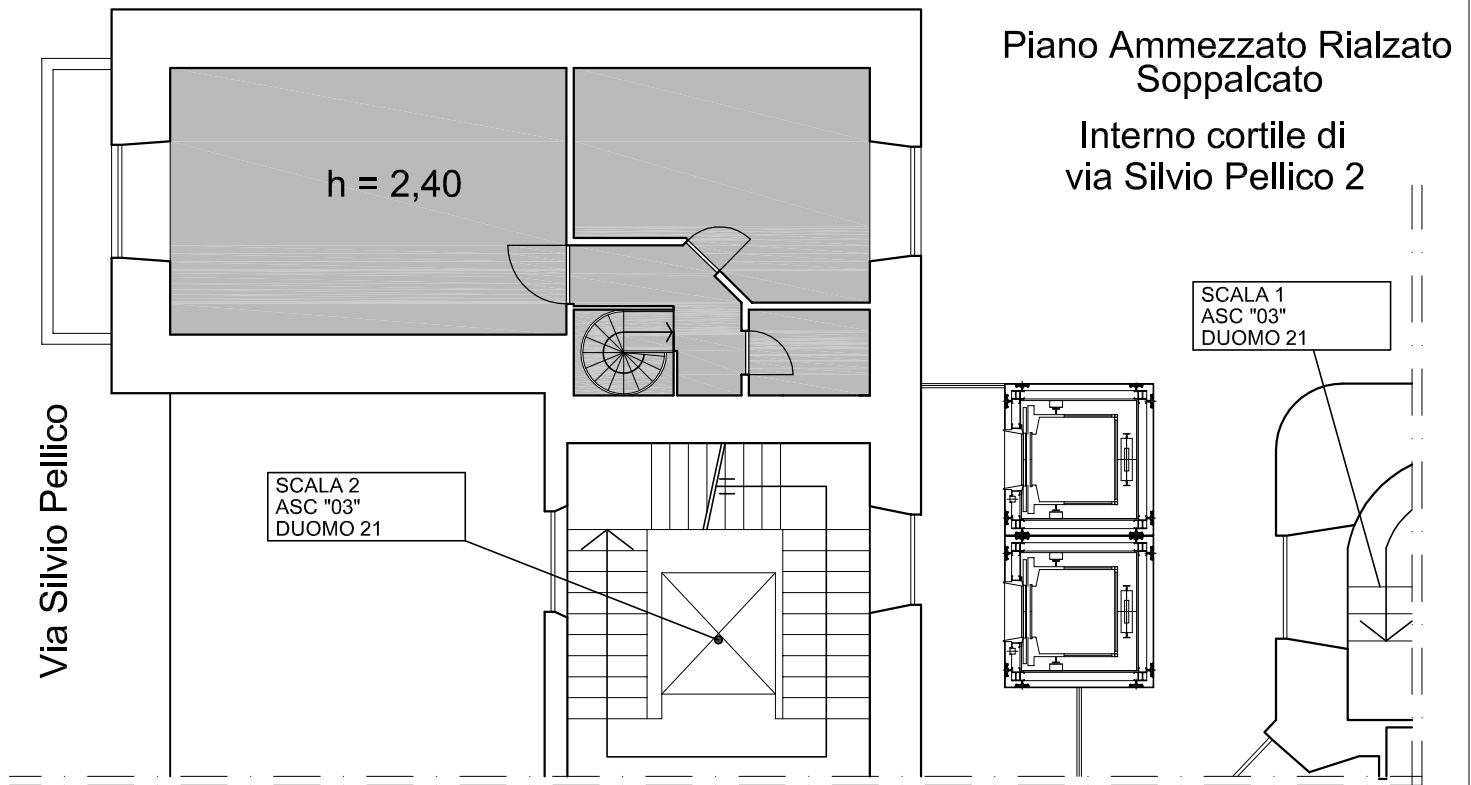 Piano Ammezzato Rialzato
Soppalcato
Interno cortile di
via Silvio Pellico 2
h = 2,40
SCALA 1
ASC "03"
DUOMO 21
Via Silvio Pellico
SCALA 2
ASC "03"
DUOMO 21